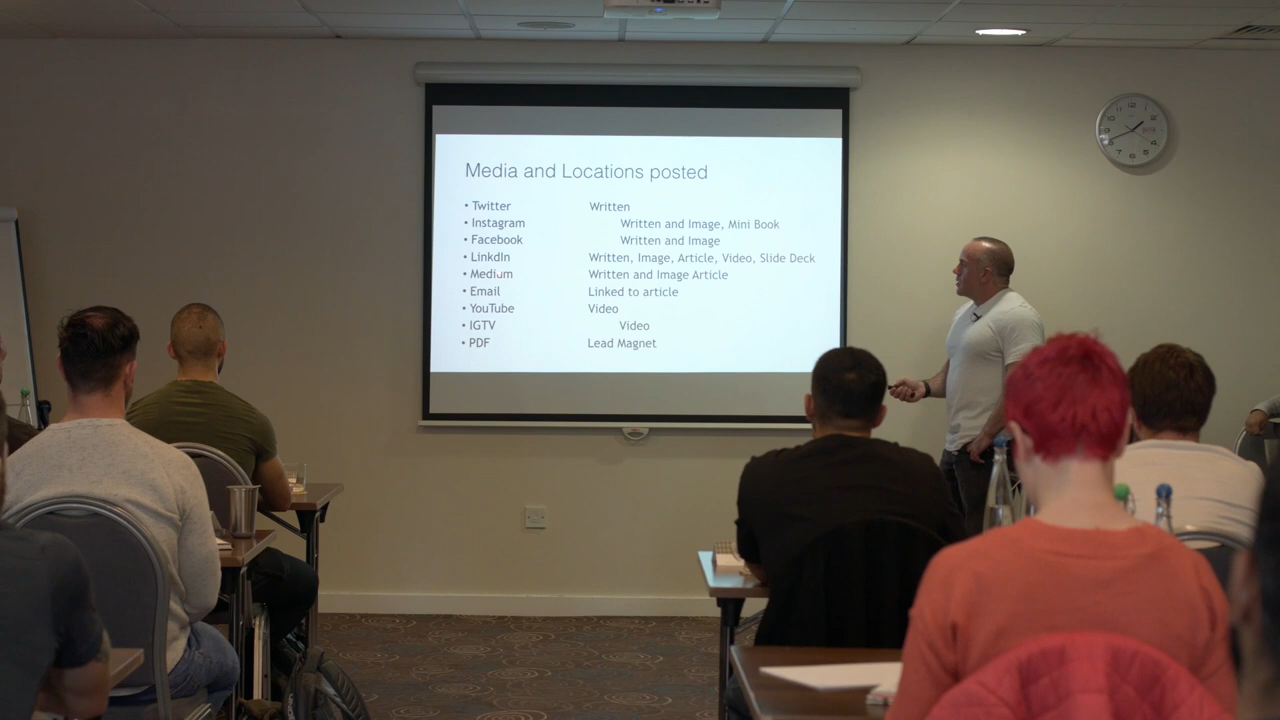 Media and Locations posted
• Twitter Written
• Instagram Written and Image, Mini Book
• Facebook Written and Image
• LinkdIn Written, Image, Article, Video, Slide Deck
• Medium Written and Image Article
• Email Linked to article
• YouTube Video
• IGTV Video
• PDF Lead Magnet